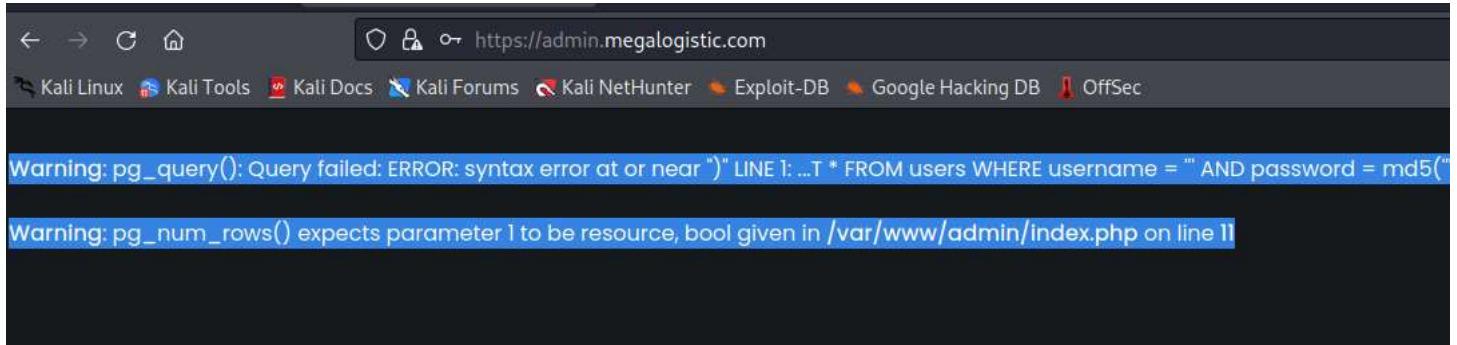 https://admin.megalogistic.com
Kali Linux Kali Tools Kali Docs Kali Forums Kali NetHunter Exploit-DB Google Hacking DB OffSec
Warning: pg_query(): Query failed: ERROR: syntax error at or near ")" LINE 1: ...T * FROM users WHERE username = ''' AND password = md5(''
Warning: pg_num_rows() expects parameter 1 to be resource, bool given in /var/www/admin/index.php on line 11